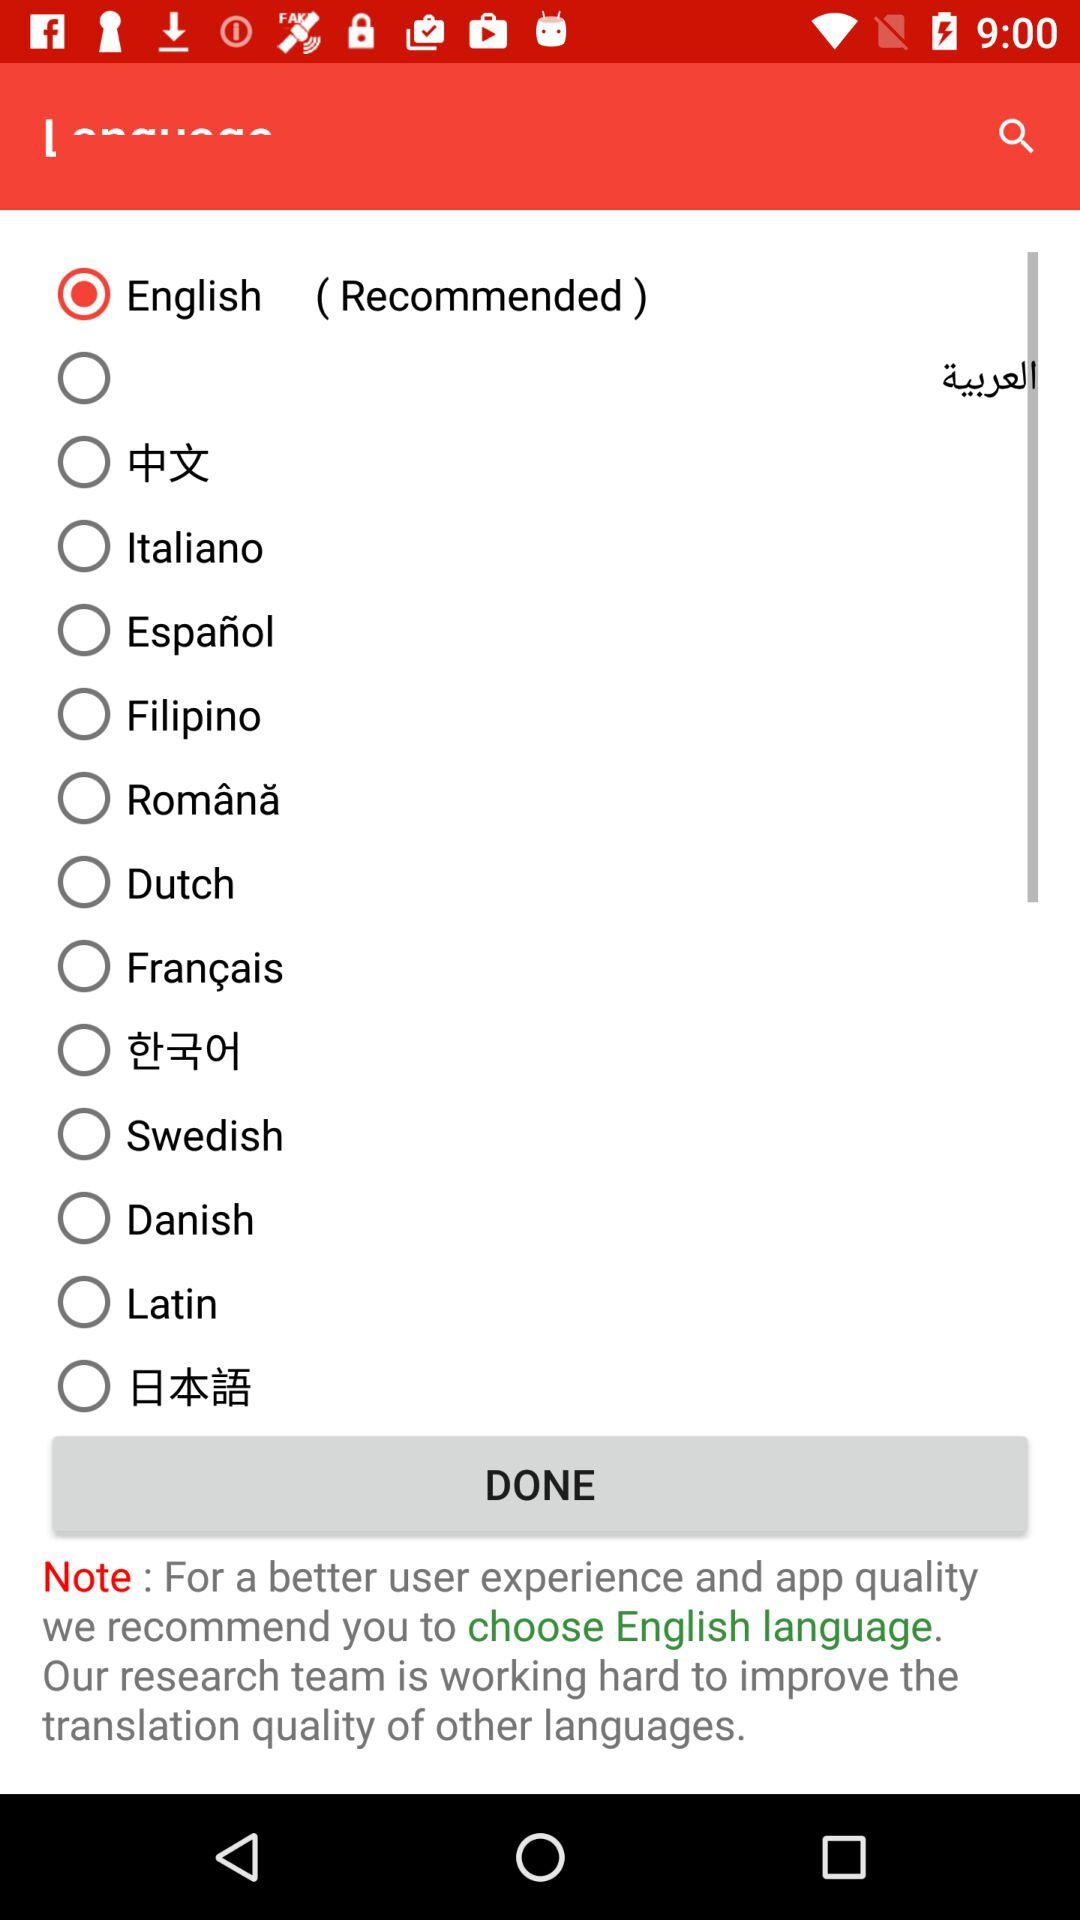 FAKE
9:00
Language
English ( Recommended )
العربية
中文
Italiano
Español
Filipino
Română
Dutch
Français
한국어
Swedish
Danish
Latin
日本語
DONE
Note : For a better user experience and app quality
we recommend you to choose English language.
Our research team is working hard to improve the
translation quality of other languages.